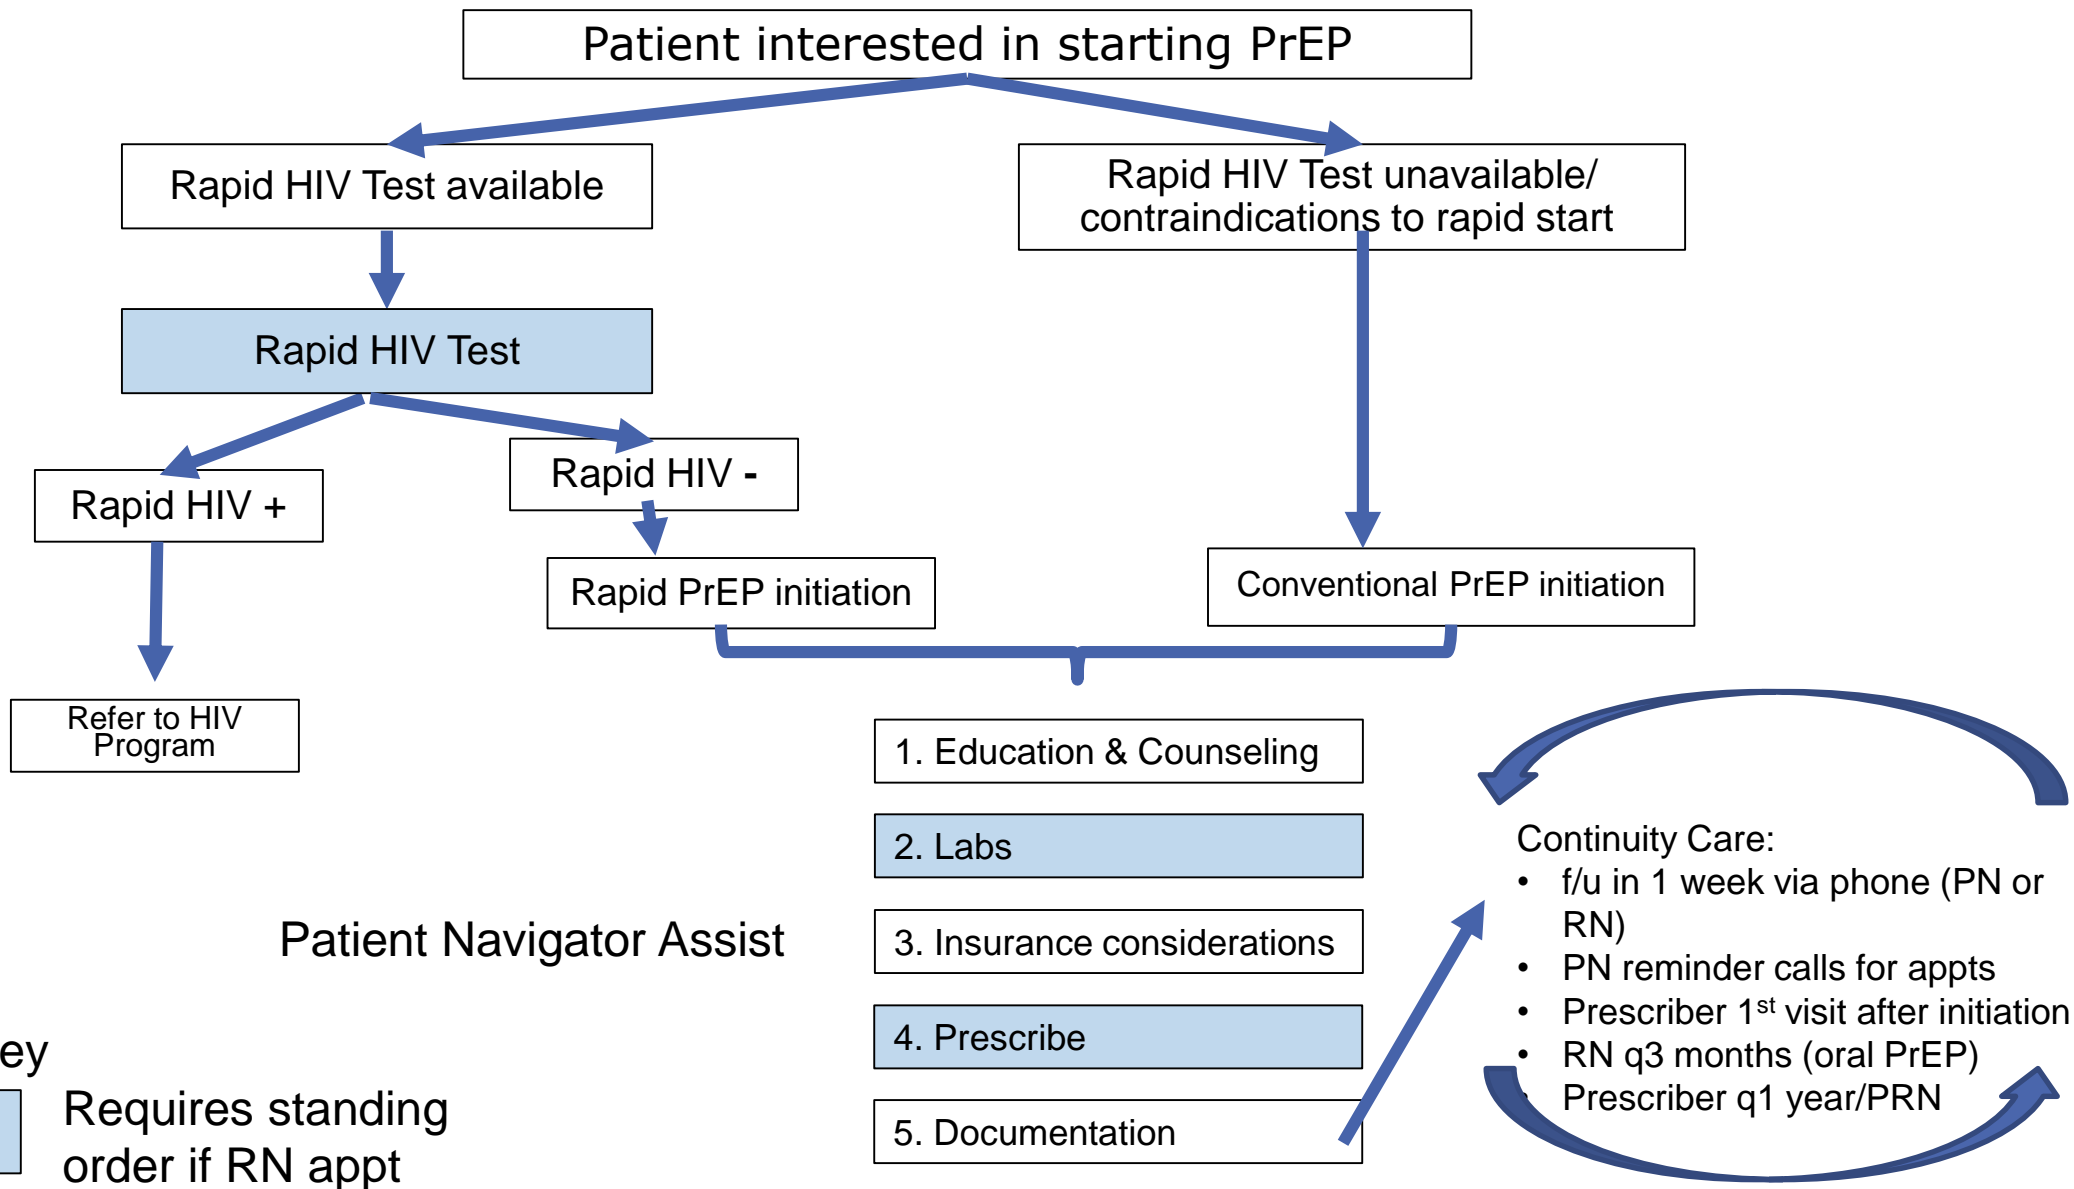 Patient interested in starting PrEP
Rapid HIV Test available
Rapid HIV Test unavailable/
contraindications to rapid start
Rapid HIV Test
Rapid HIV +
Rapid HIV -
Rapid PrEP initiation
Conventional PrEP initiation
Refer to HIV
Program
1. Education & Counseling
2. Labs
3. Insurance considerations
4. Prescribe
5. Documentation
Patient Navigator Assist
Continuity Care:
• f/u in 1 week via phone (PN or
RN)
• PN reminder calls for appts
• Prescriber 1st visit after initiation
• RN q3 months (oral PrEP)
• Prescriber q1 year/PRN
ey
Requires standing
order if RN appt